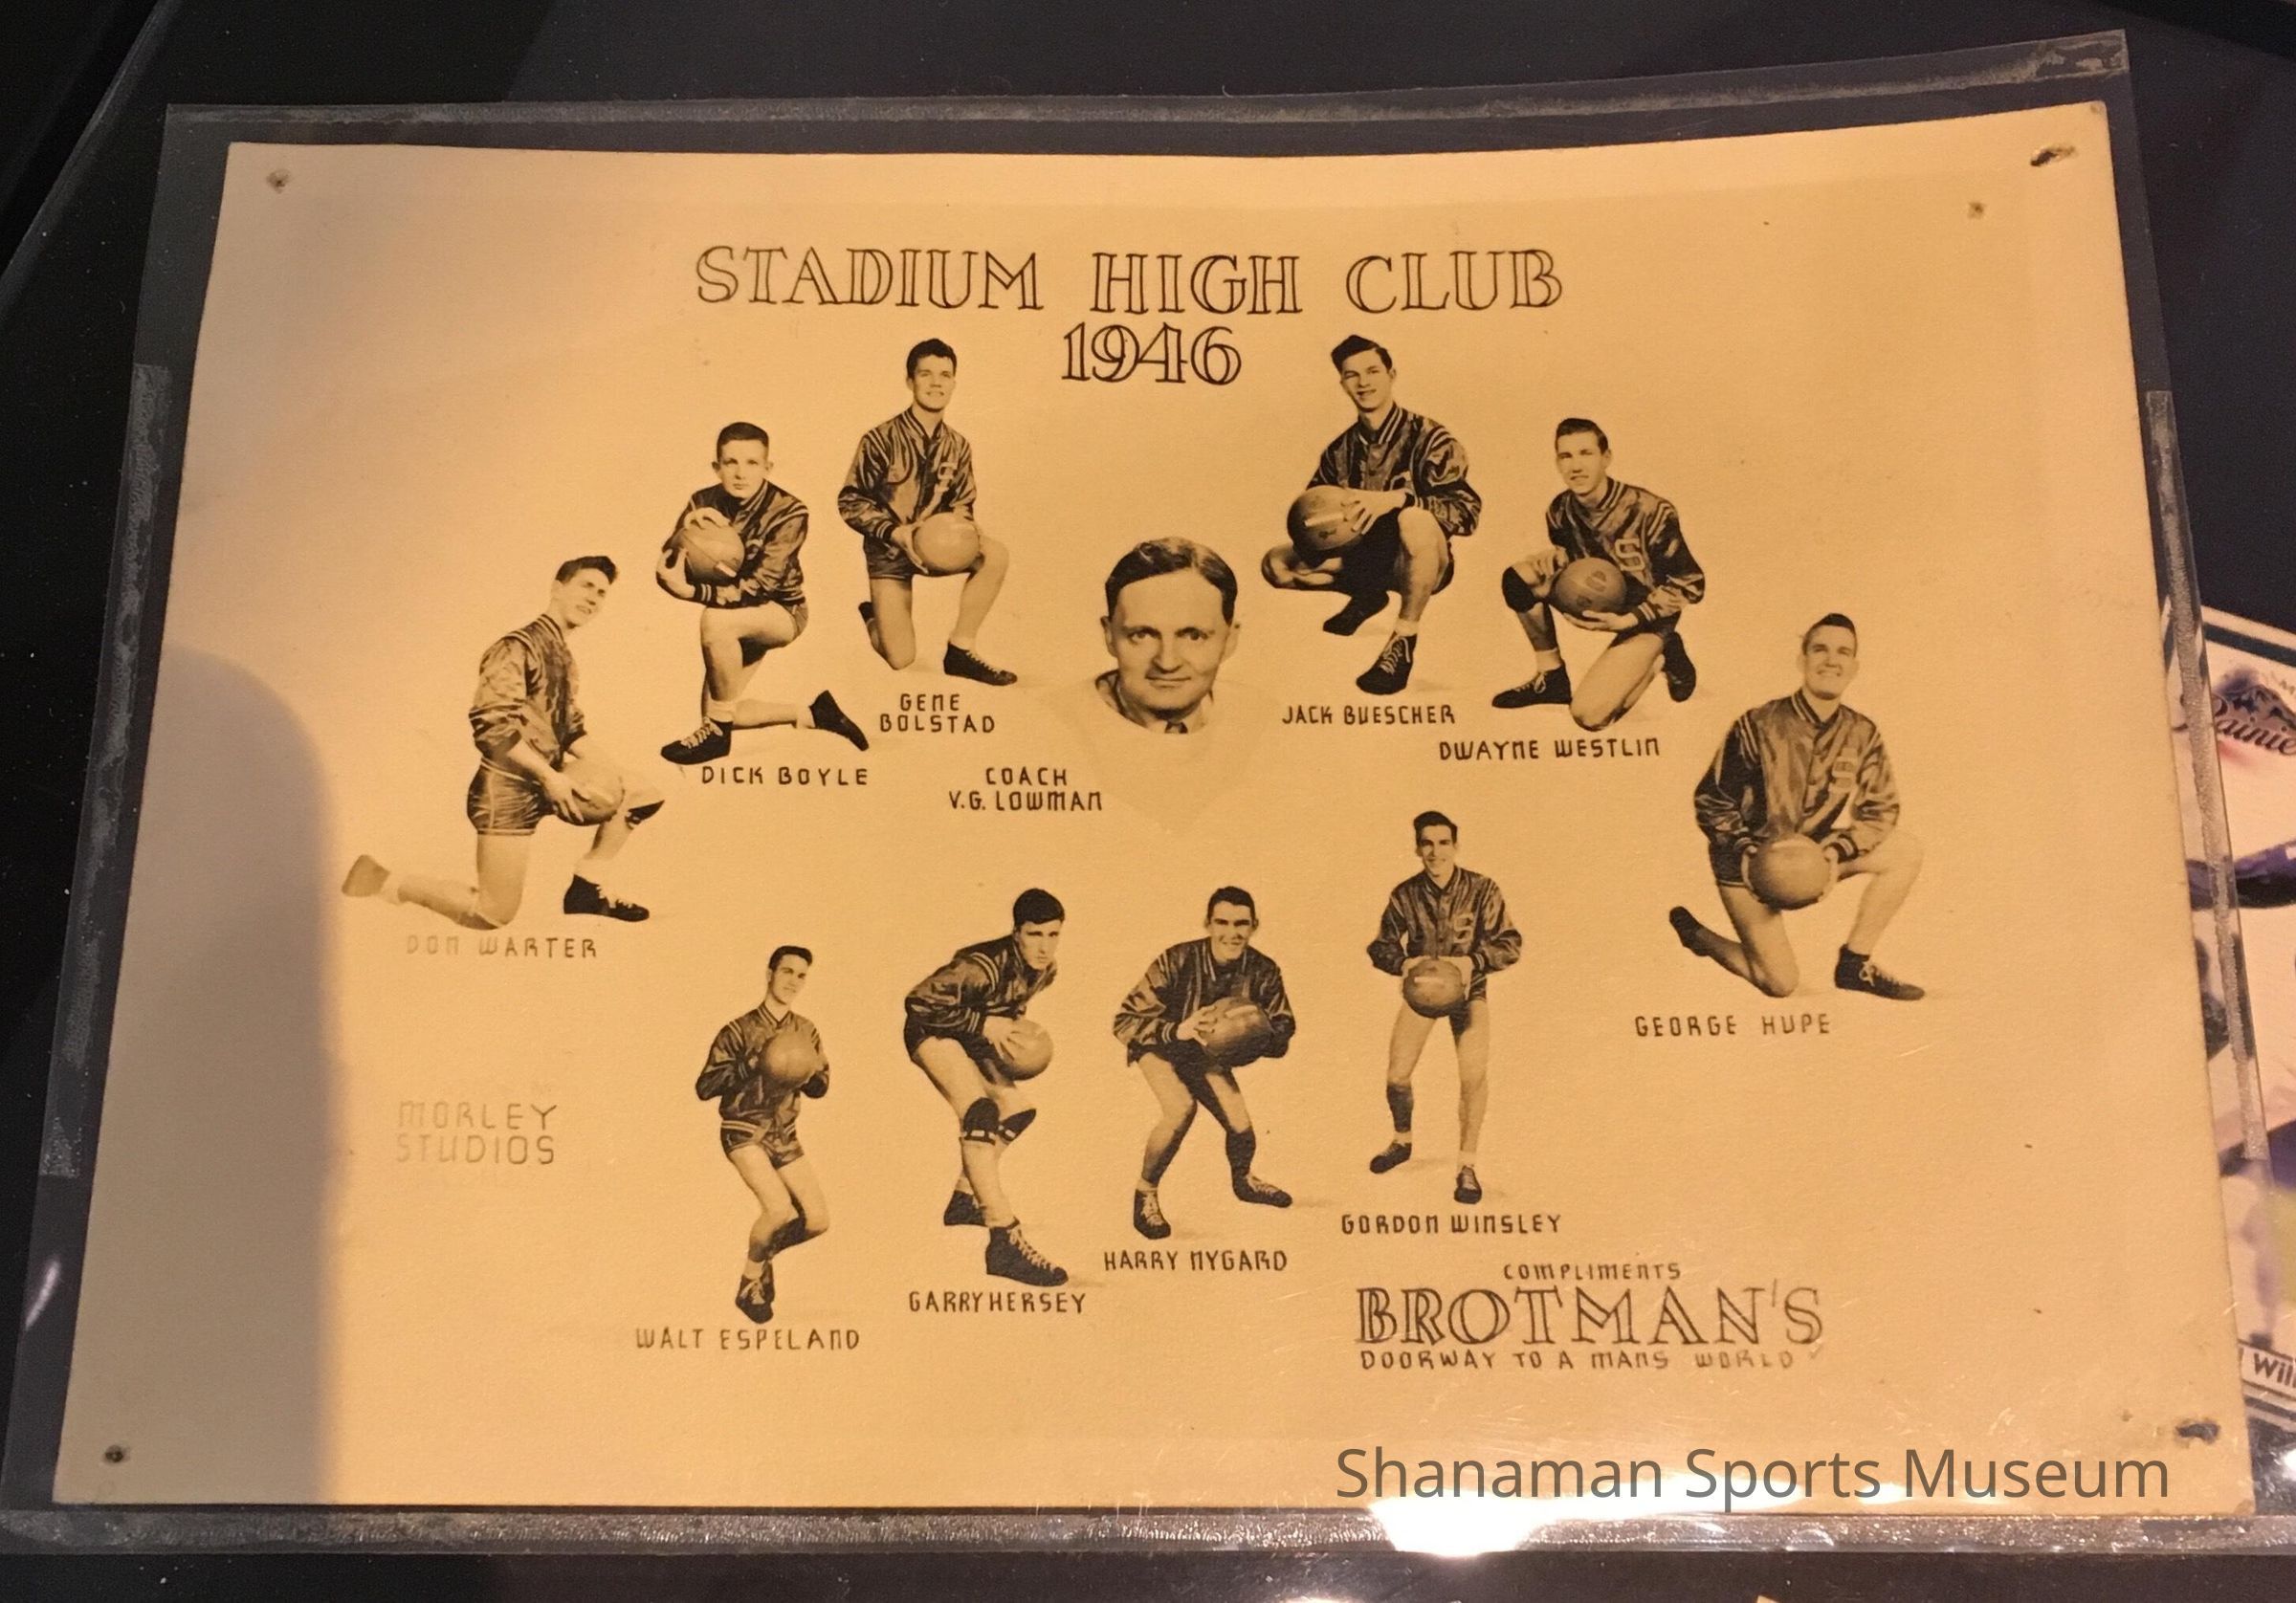 STADIUM HIGH CLUB
1946
GENE
BOLSTAD
JACK BUESCHER
DWAYNE WESTLIN
DICK BOYLE
COACH
V.G. LOWMAN
DON WARTER
GEORGE HUPE
MORLEY
STUDIOS
GORDON WINSLEY
HARRY NYGARD
GARRY HERSEY
WALT ESPELAND
COMPLIMENTS
BROTMAN'S
DOORWAY TO A MANS WORLD
Shanaman Sports Museum